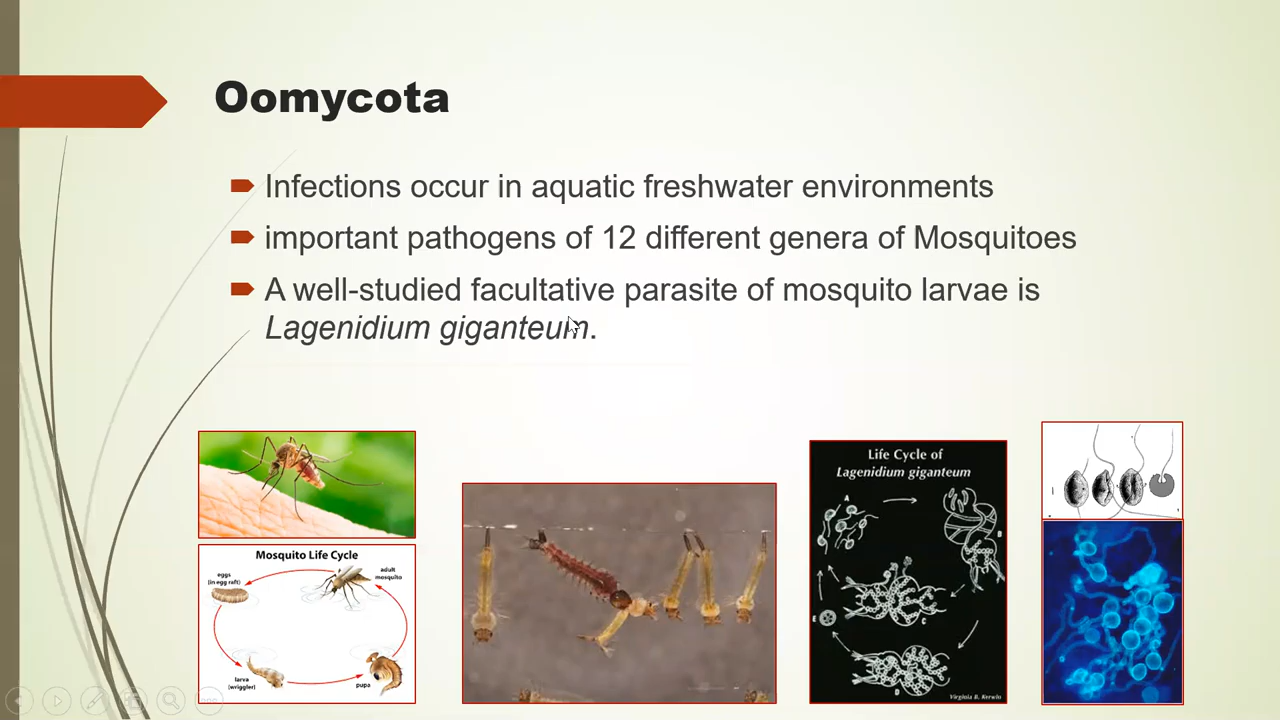 Oomycota
Infections occur in aquatic freshwater environments
important pathogens of 12 different genera of Mosquitoes
A well-studied facultative parasite of mosquito larvae is
Lagenidium giganteum.
Mosquito Life Cycle
eggs
(in egg raft)
adult
mosquito
larva
(wriggler)
pupa
Life Cycle of
Lagenidium giganteum
A
B
C
E
D
Virginia B. Kerwin